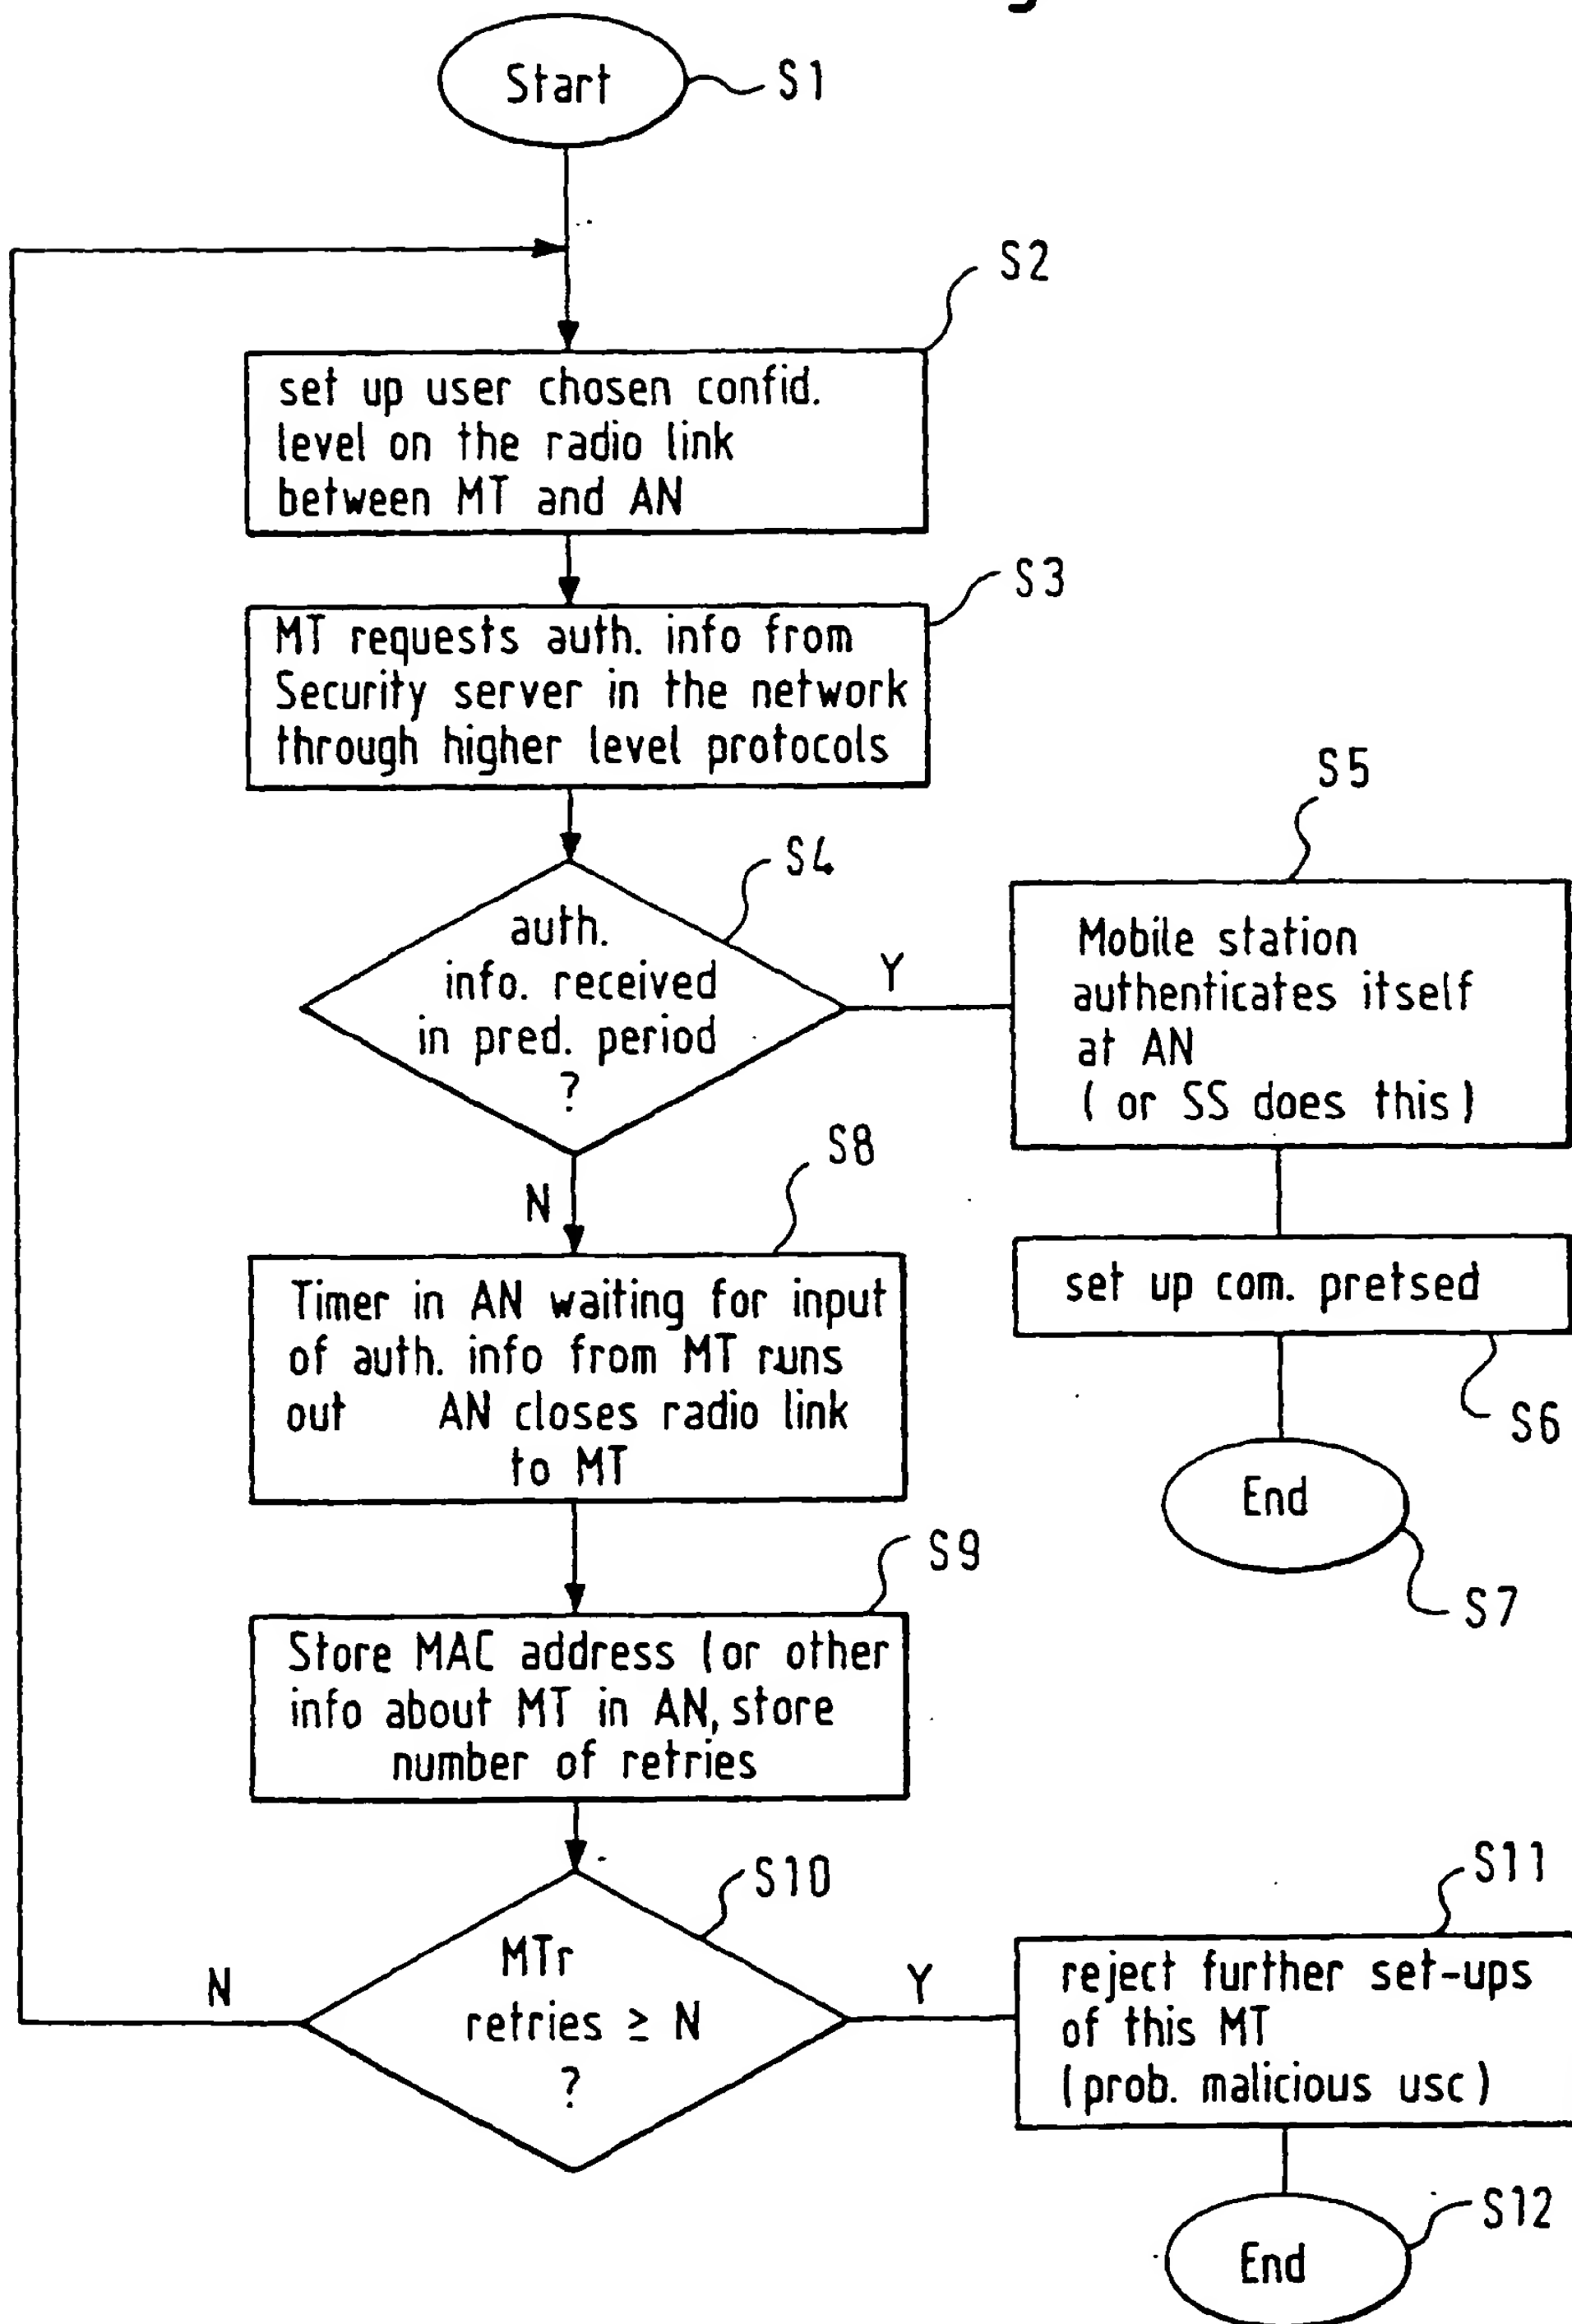 Start
S1
S2
set up user chosen confid.
level on the radio link
between MT and AN
S3
MT requests auth. info from
Security server in the network
through higher level protocols
S4
auth.
info. received
in pred. period
?
Y
N
S5
Mobile station
authenticates itself
at AN
( or SS does this )
set up com. pretsed
S6
End
S7
S8
Timer in AN waiting for input
of auth. info from MT runs
out AN closes radio link
to MT
S9
Store MAC address (or other
info about MT in AN, store
number of retries
S10
MTr
retries ≥ N
?
N
Y
S11
reject further set-ups
of this MT
(prob. malicious usc)
End
S12